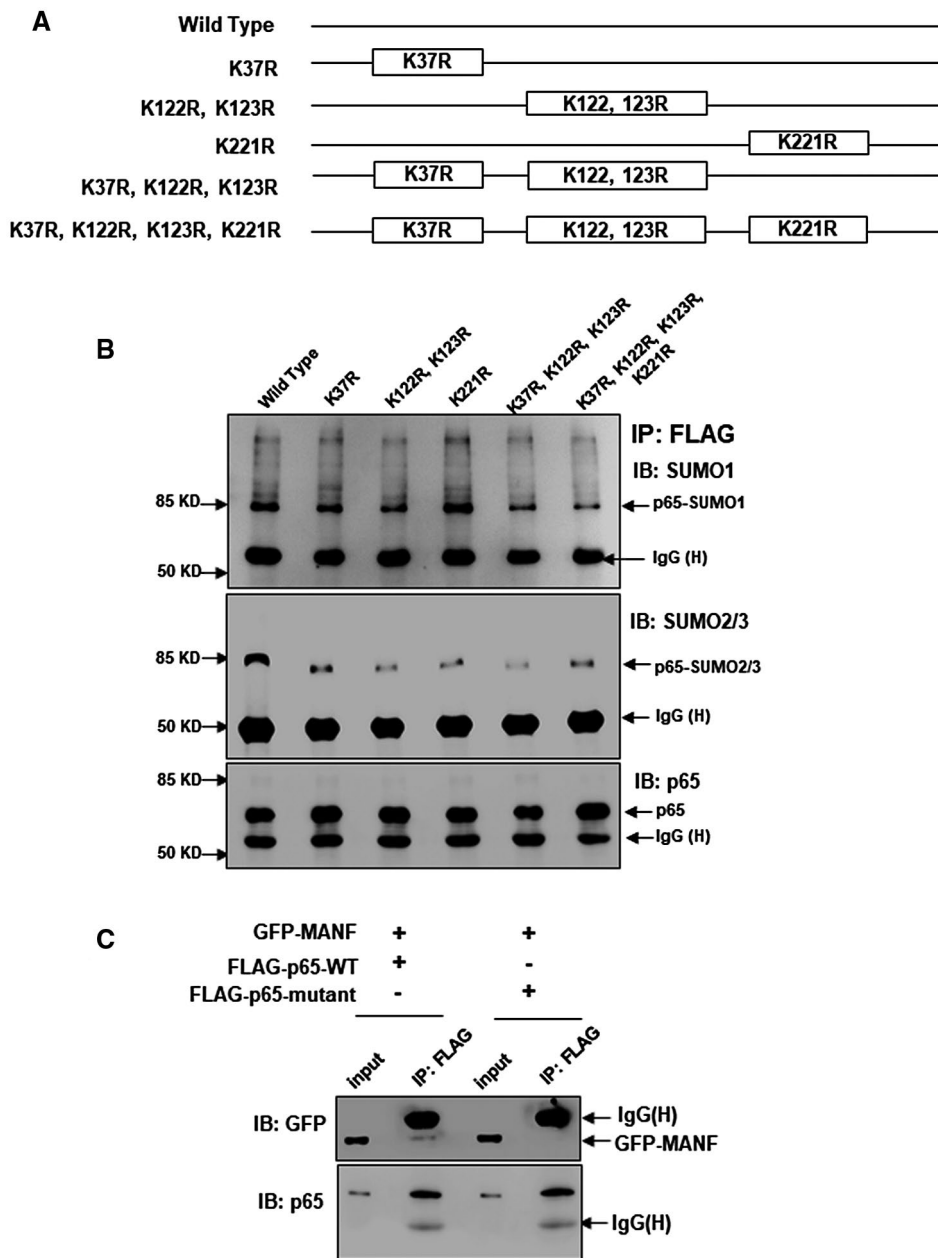 A
Wild Type
K37R
K37R
K122R, K123R
K122, 123R
K221R
K221R
K37R, K122R, K123R
K37R
K122, 123R
K37R, K122R, K123R, K221R
K37R
K122, 123R
K221R
B
Wild Type
K37R
K122R, K123R
K221R
K37R, K122R, K123R
K37R, K122R, K123R,
K221R
IP: FLAG
IB: SUMO1
85 KD
p65-SUMO1
IgG (H)
50 KD
IB: SUMO2/3
85 KD
p65-SUMO2/3
IgG (H)
50 KD
85 KD
IB: p65
p65
IgG (H)
50 KD
C
GFP-MANF + +
FLAG-p65-WT + -
FLAG-p65-mutant - +
input
IP: FLAG
input
IP: FLAG
IB: GFP
IgG(H)
GFP-MANF
IB: p65
IgG(H)